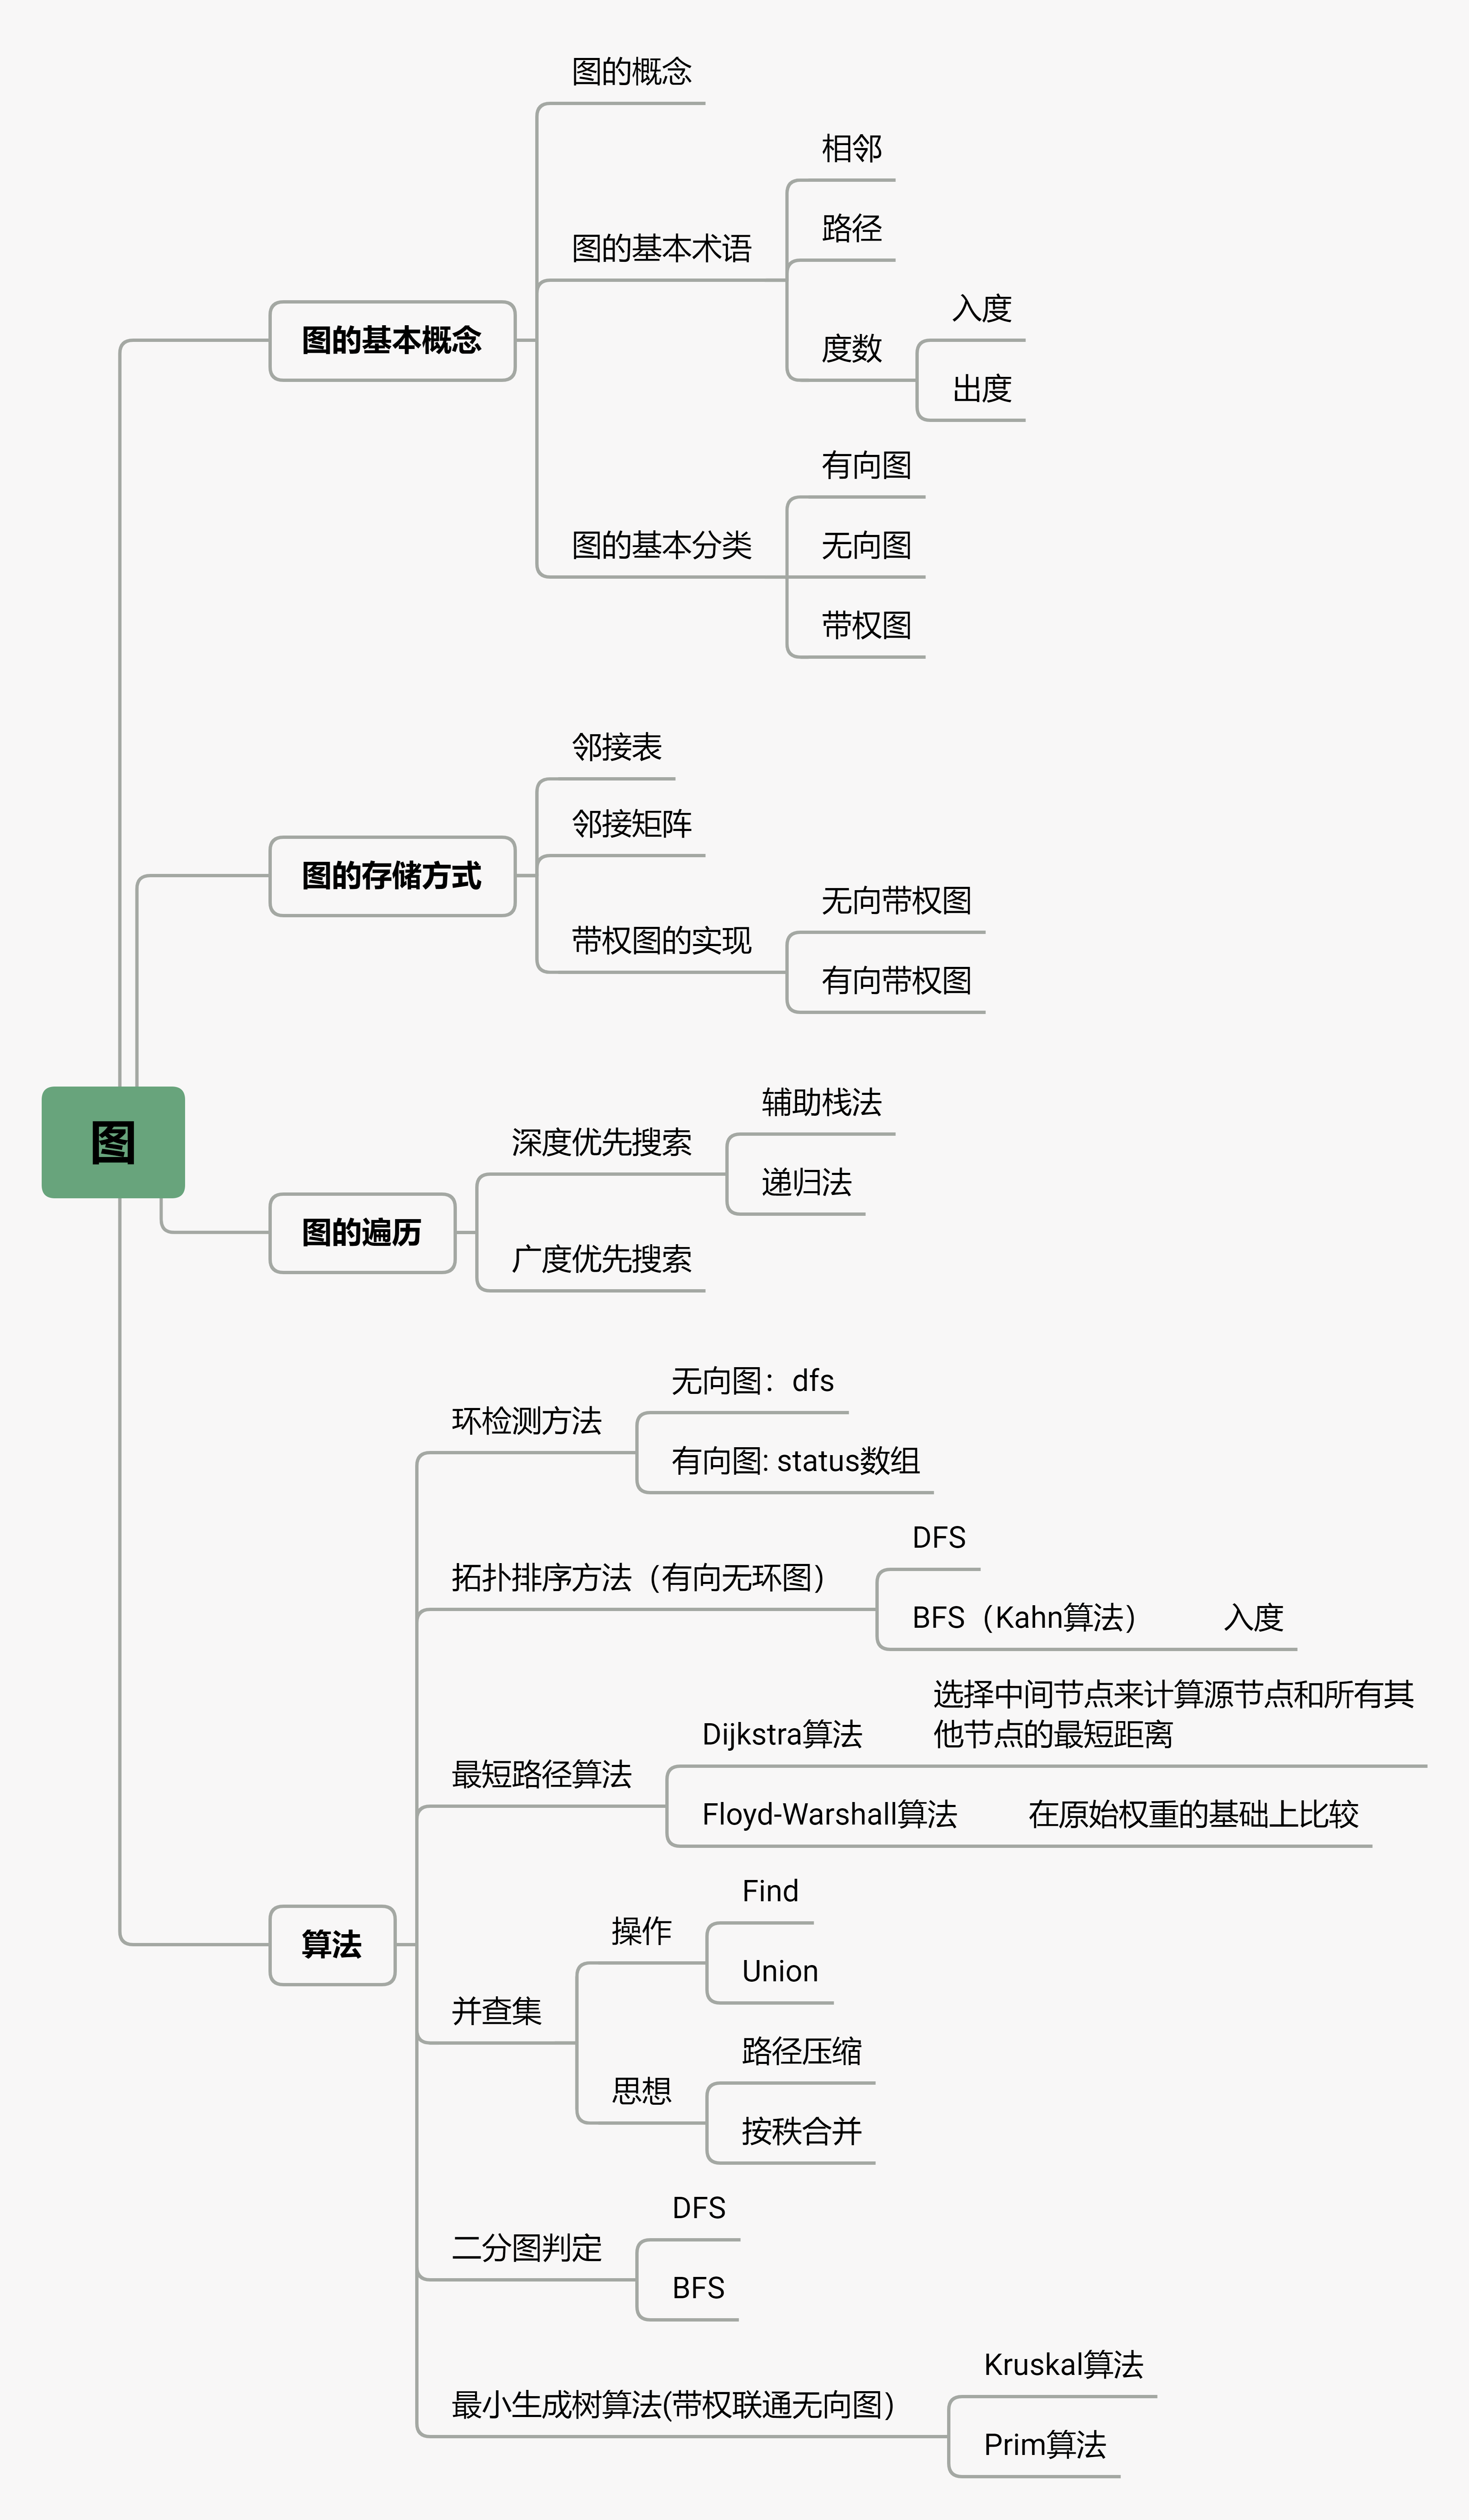 图
图的基本概念
图的概念
图的基本术语
相邻
路径
度数
入度
出度
图的基本分类
有向图
无向图
带权图
图的存储方式
邻接表
邻接矩阵
带权图的实现
无向带权图
有向带权图
图的遍历
深度优先搜索
辅助栈法
递归法
广度优先搜索
算法
环检测方法
无向图：dfs
有向图: status数组
拓扑排序方法（有向无环图）
DFS
BFS（Kahn算法）
入度
最短路径算法
Dijkstra算法
选择中间节点来计算源节点和所有其
他节点的最短距离
Floyd-Warshall算法
在原始权重的基础上比较
并查集
操作
Find
Union
思想
路径压缩
按秩合并
二分图判定
DFS
BFS
最小生成树算法(带权联通无向图）
Kruskal算法
Prim算法